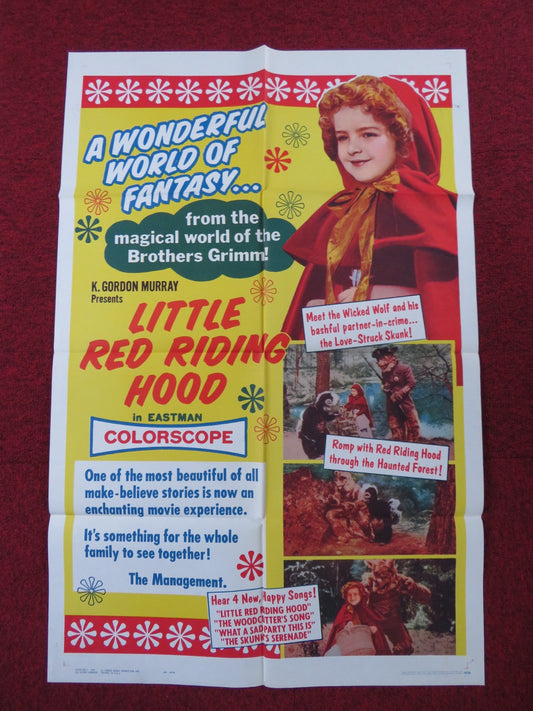 A WONDERFUL
WORLD OF
FANTASY...
from the
magical world of the
Brothers Grimm!
K. GORDON MURRAY
Presents
LITTLE
RED RIDING
HOOD
in EASTMAN
COLORSCOPE
One of the most beautiful of all
make-believe stories is now an
enchanting movie experience.
It's something for the whole
family to see together!
The Management.
Meet the Wicked Wolf and his
bashful partner-in-crime...
the Love-Struck Skunk!
Romp with Red Riding Hood
through the Haunted Forest!
Hear 4 New, Happy Songs!
"LITTLE RED RIDING HOOD"
"THE WOODCUTTER'S SONG"
"WHAT A SAD PARTY THIS IS"
"THE SKUNK'S SERENADE"